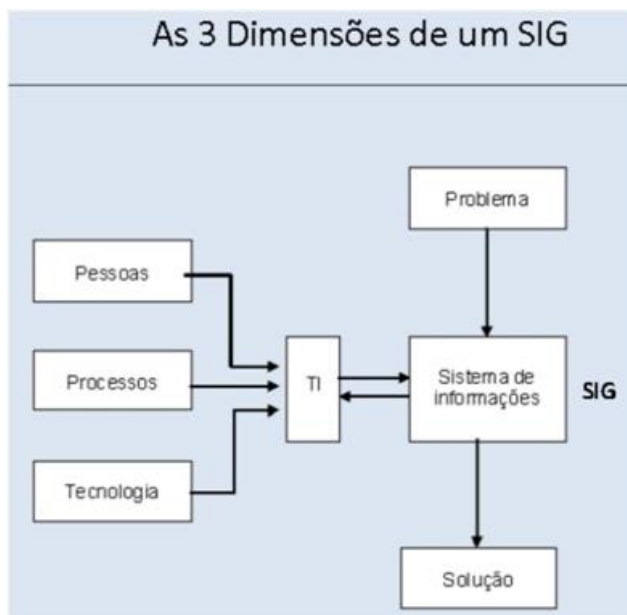 As 3 Dimensões de um SIG
Problema
Pessoas
Processos
TI
Sistema de
informações
SIG
Tecnologia
Solução